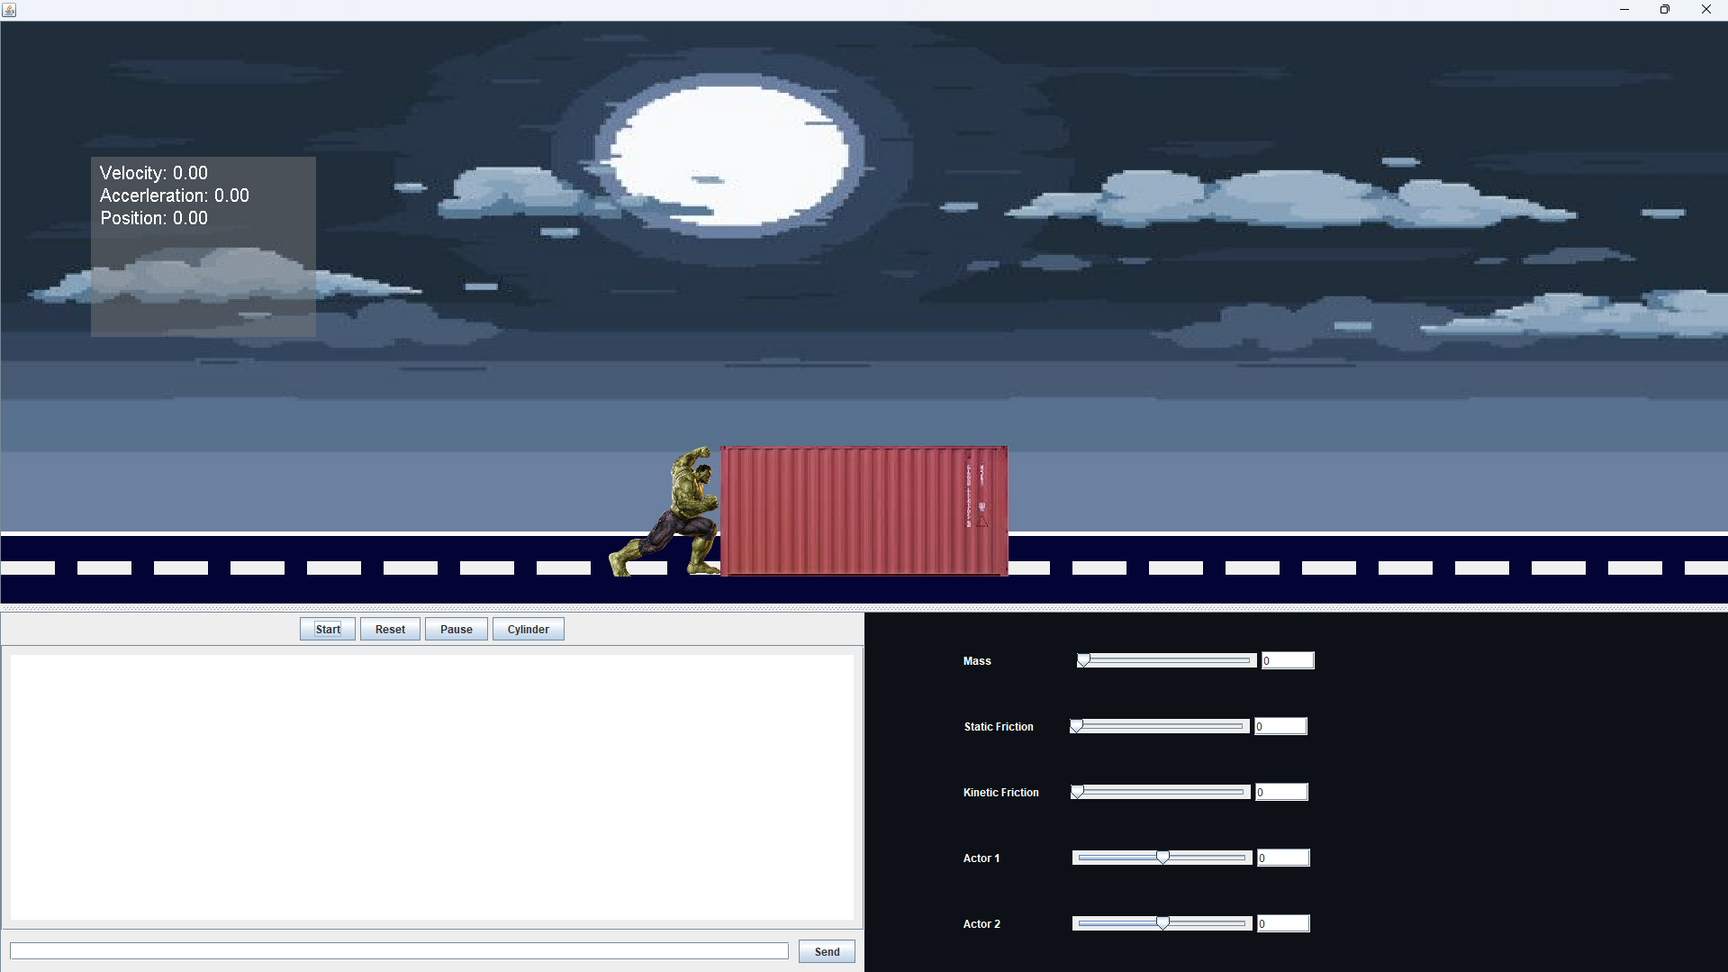 Velocity: 0.00
Accerleration: 0.00
Position: 0.00
Start Reset Pause Cylinder
Mass 0
Static Friction 0
Kinetic Friction 0
Actor 1 0
Actor 2 0
Send